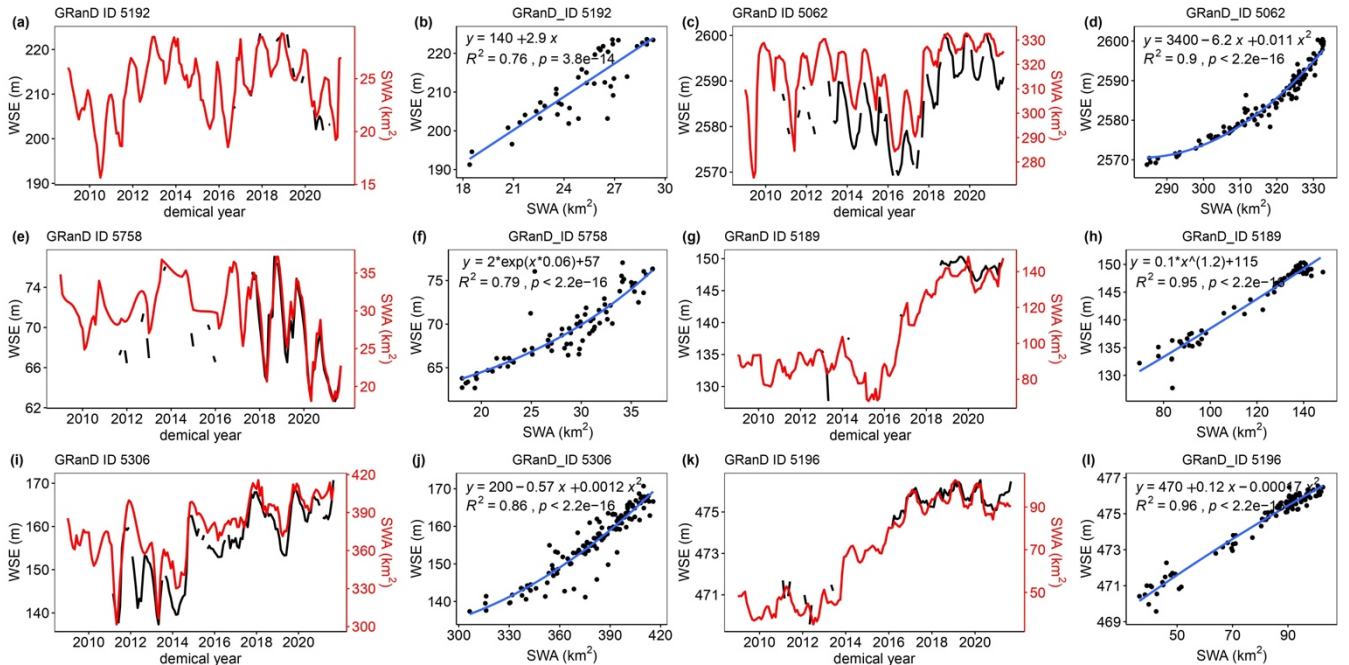 (a) GRanD ID 5192
WSE (m)
220
210
200
190
2010 2012 2014 2016 2018 2020
demical year
25
20
15
SWA (km²)
(b) GRanD_ID 5192
y = 140 +2.9 x
R² = 0.76 , p = 3.8e−14
WSE (m)
220
210
200
190
18 21 24 27 30
SWA (km²)
(c) GRanD ID 5062
WSE (m)
2600
2590
2580
2570
2010 2012 2014 2016 2018 2020
demical year
330
320
310
300
290
280
SWA (km²)
(d) GRanD_ID 5062
y = 3400 − 6.2 x +0.011 x²
R² = 0.9 , p < 2.2e−16
WSE (m)
2600
2590
2580
2570
290 300 310 320 330
SWA (km²)
(e) GRanD ID 5758
WSE (m)
74
70
66
62
2010 2012 2014 2016 2018 2020
demical year
35
30
25
20
SWA (km²)
(f) GRanD_ID 5758
y = 2*exp(x*0.06)+57
R² = 0.79 , p < 2.2e−16
WSE (m)
75
70
65
20 25 30 35
SWA (km²)
(g) GRanD ID 5189
WSE (m)
150
145
140
135
130
2010 2012 2014 2016 2018 2020
demical year
140
120
100
80
SWA (km²)
(h) GRanD_ID 5189
y = 0.1*x^(1.2)+115
R² = 0.95 , p < 2.2e−16
WSE (m)
150
145
140
135
130
80 100 120 140
SWA (km²)
(i) GRanD ID 5306
WSE (m)
170
160
150
140
2010 2012 2014 2016 2018 2020
demical year
420
390
360
330
300
SWA (km²)
(j) GRanD_ID 5306
y = 200 − 0.57 x +0.0012 x²
R² = 0.86 , p < 2.2e−16
WSE (m)
170
160
150
140
300 330 360 390 420
SWA (km²)
(k) GRanD ID 5196
WSE (m)
475
473
471
2010 2012 2014 2016 2018 2020
demical year
90
70
50
SWA (km²)
(l) GRanD_ID 5196
y = 470 +0.12 x − 0.00017 x²
R² = 0.96 , p < 2.2e−16
WSE (m)
477
475
473
471
469
50 70 90
SWA (km²)